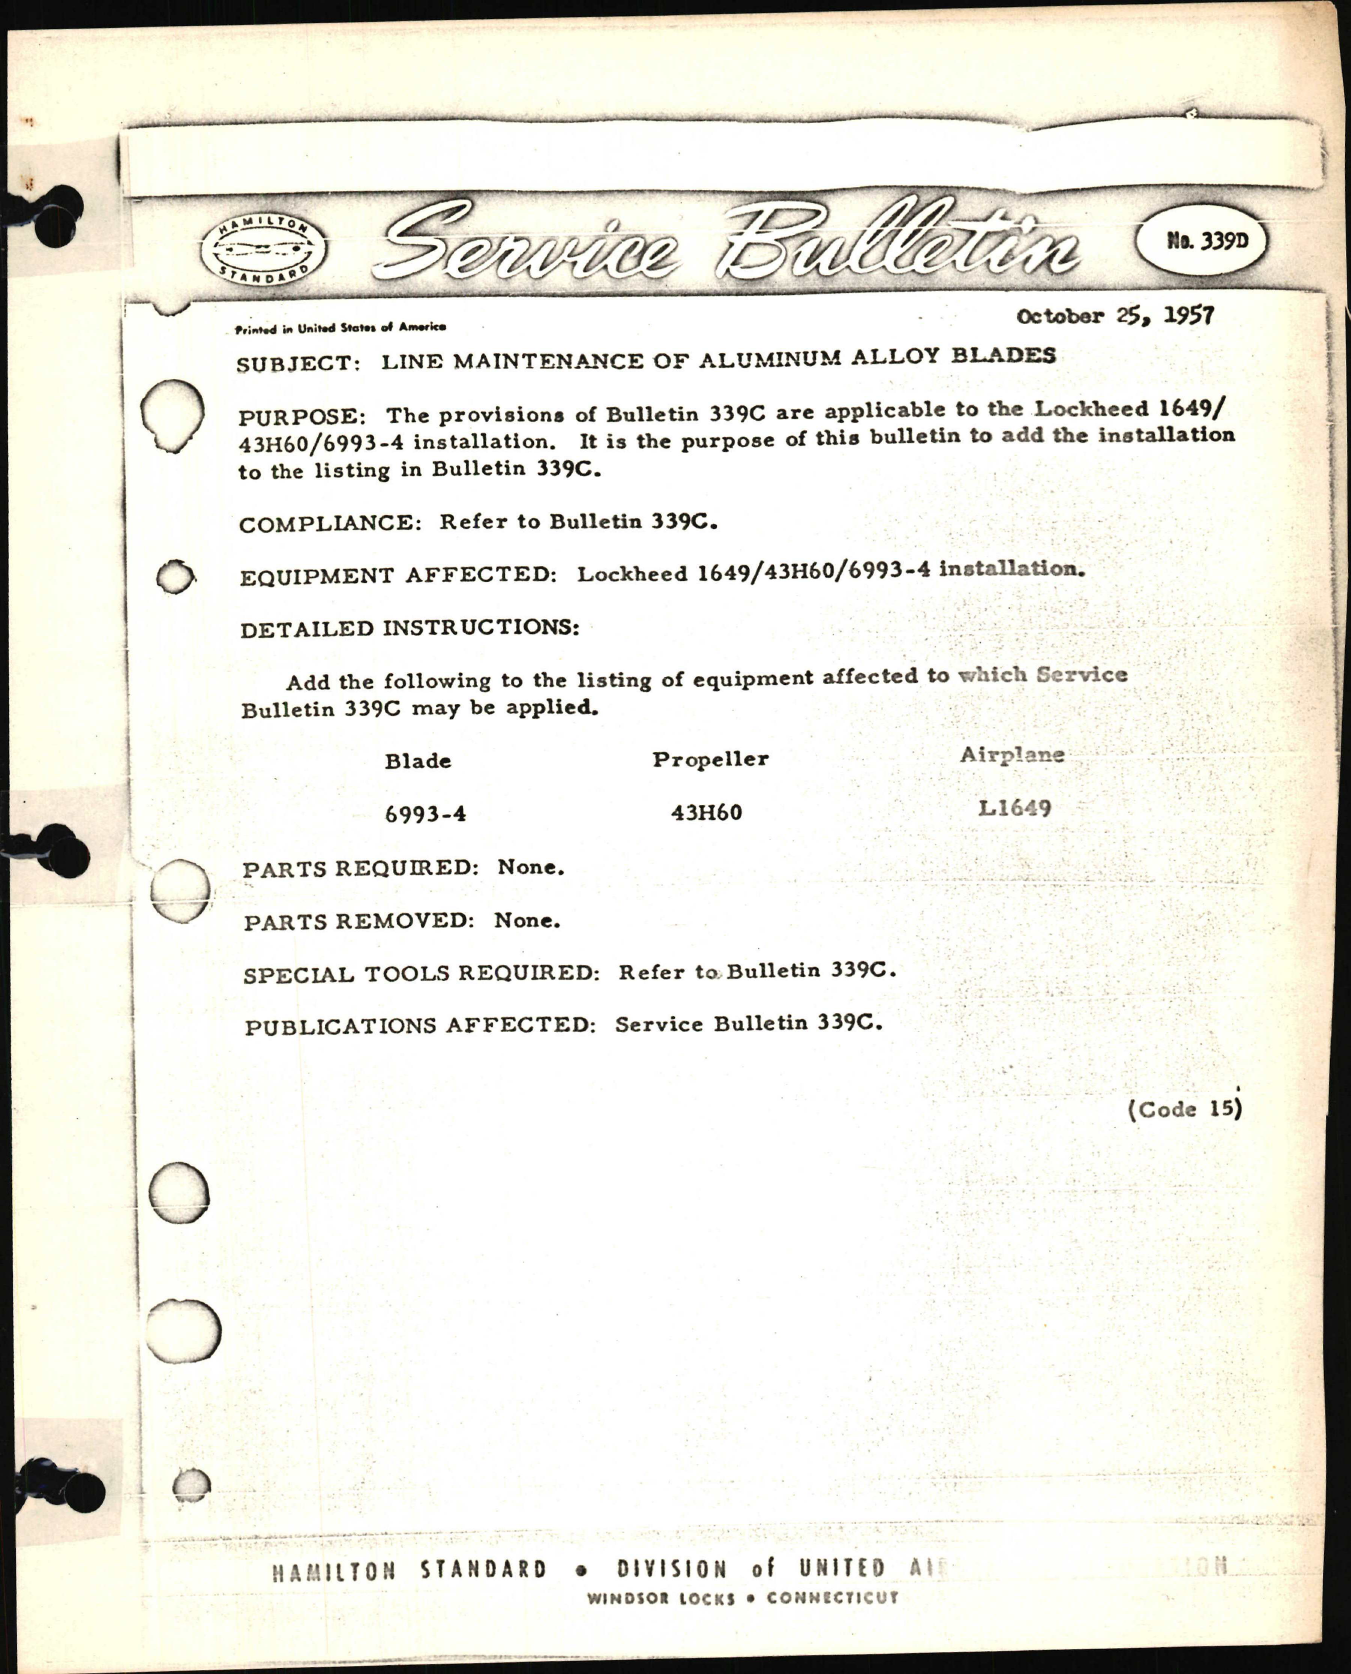 HAMILTON
STANDARD
Service Bulletin
No. 339D
October 25, 1957
Printed in United States of America
SUBJECT: LINE MAINTENANCE OF ALUMINUM ALLOY BLADES
PURPOSE: The provisions of Bulletin 339C are applicable to the Lockheed 1649/
43H60/6993-4 installation. It is the purpose of this bulletin to add the installation
to the listing in Bulletin 339C.
COMPLIANCE: Refer to Bulletin 339C.
EQUIPMENT AFFECTED: Lockheed 1649/43H60/6993-4 installation.
DETAILED INSTRUCTIONS:
Add the following to the listing of equipment affected to which Service
Bulletin 339C may be applied.
Blade Propeller Airplane
6993-4 43H60 L1649
PARTS REQUIRED: None.
PARTS REMOVED: None.
SPECIAL TOOLS REQUIRED: Refer to Bulletin 339C.
PUBLICATIONS AFFECTED: Service Bulletin 339C.
(Code 15)
HAMILTON STANDARD • DIVISION of UNITED
WINDSOR LOCKS • CONNECTICUT